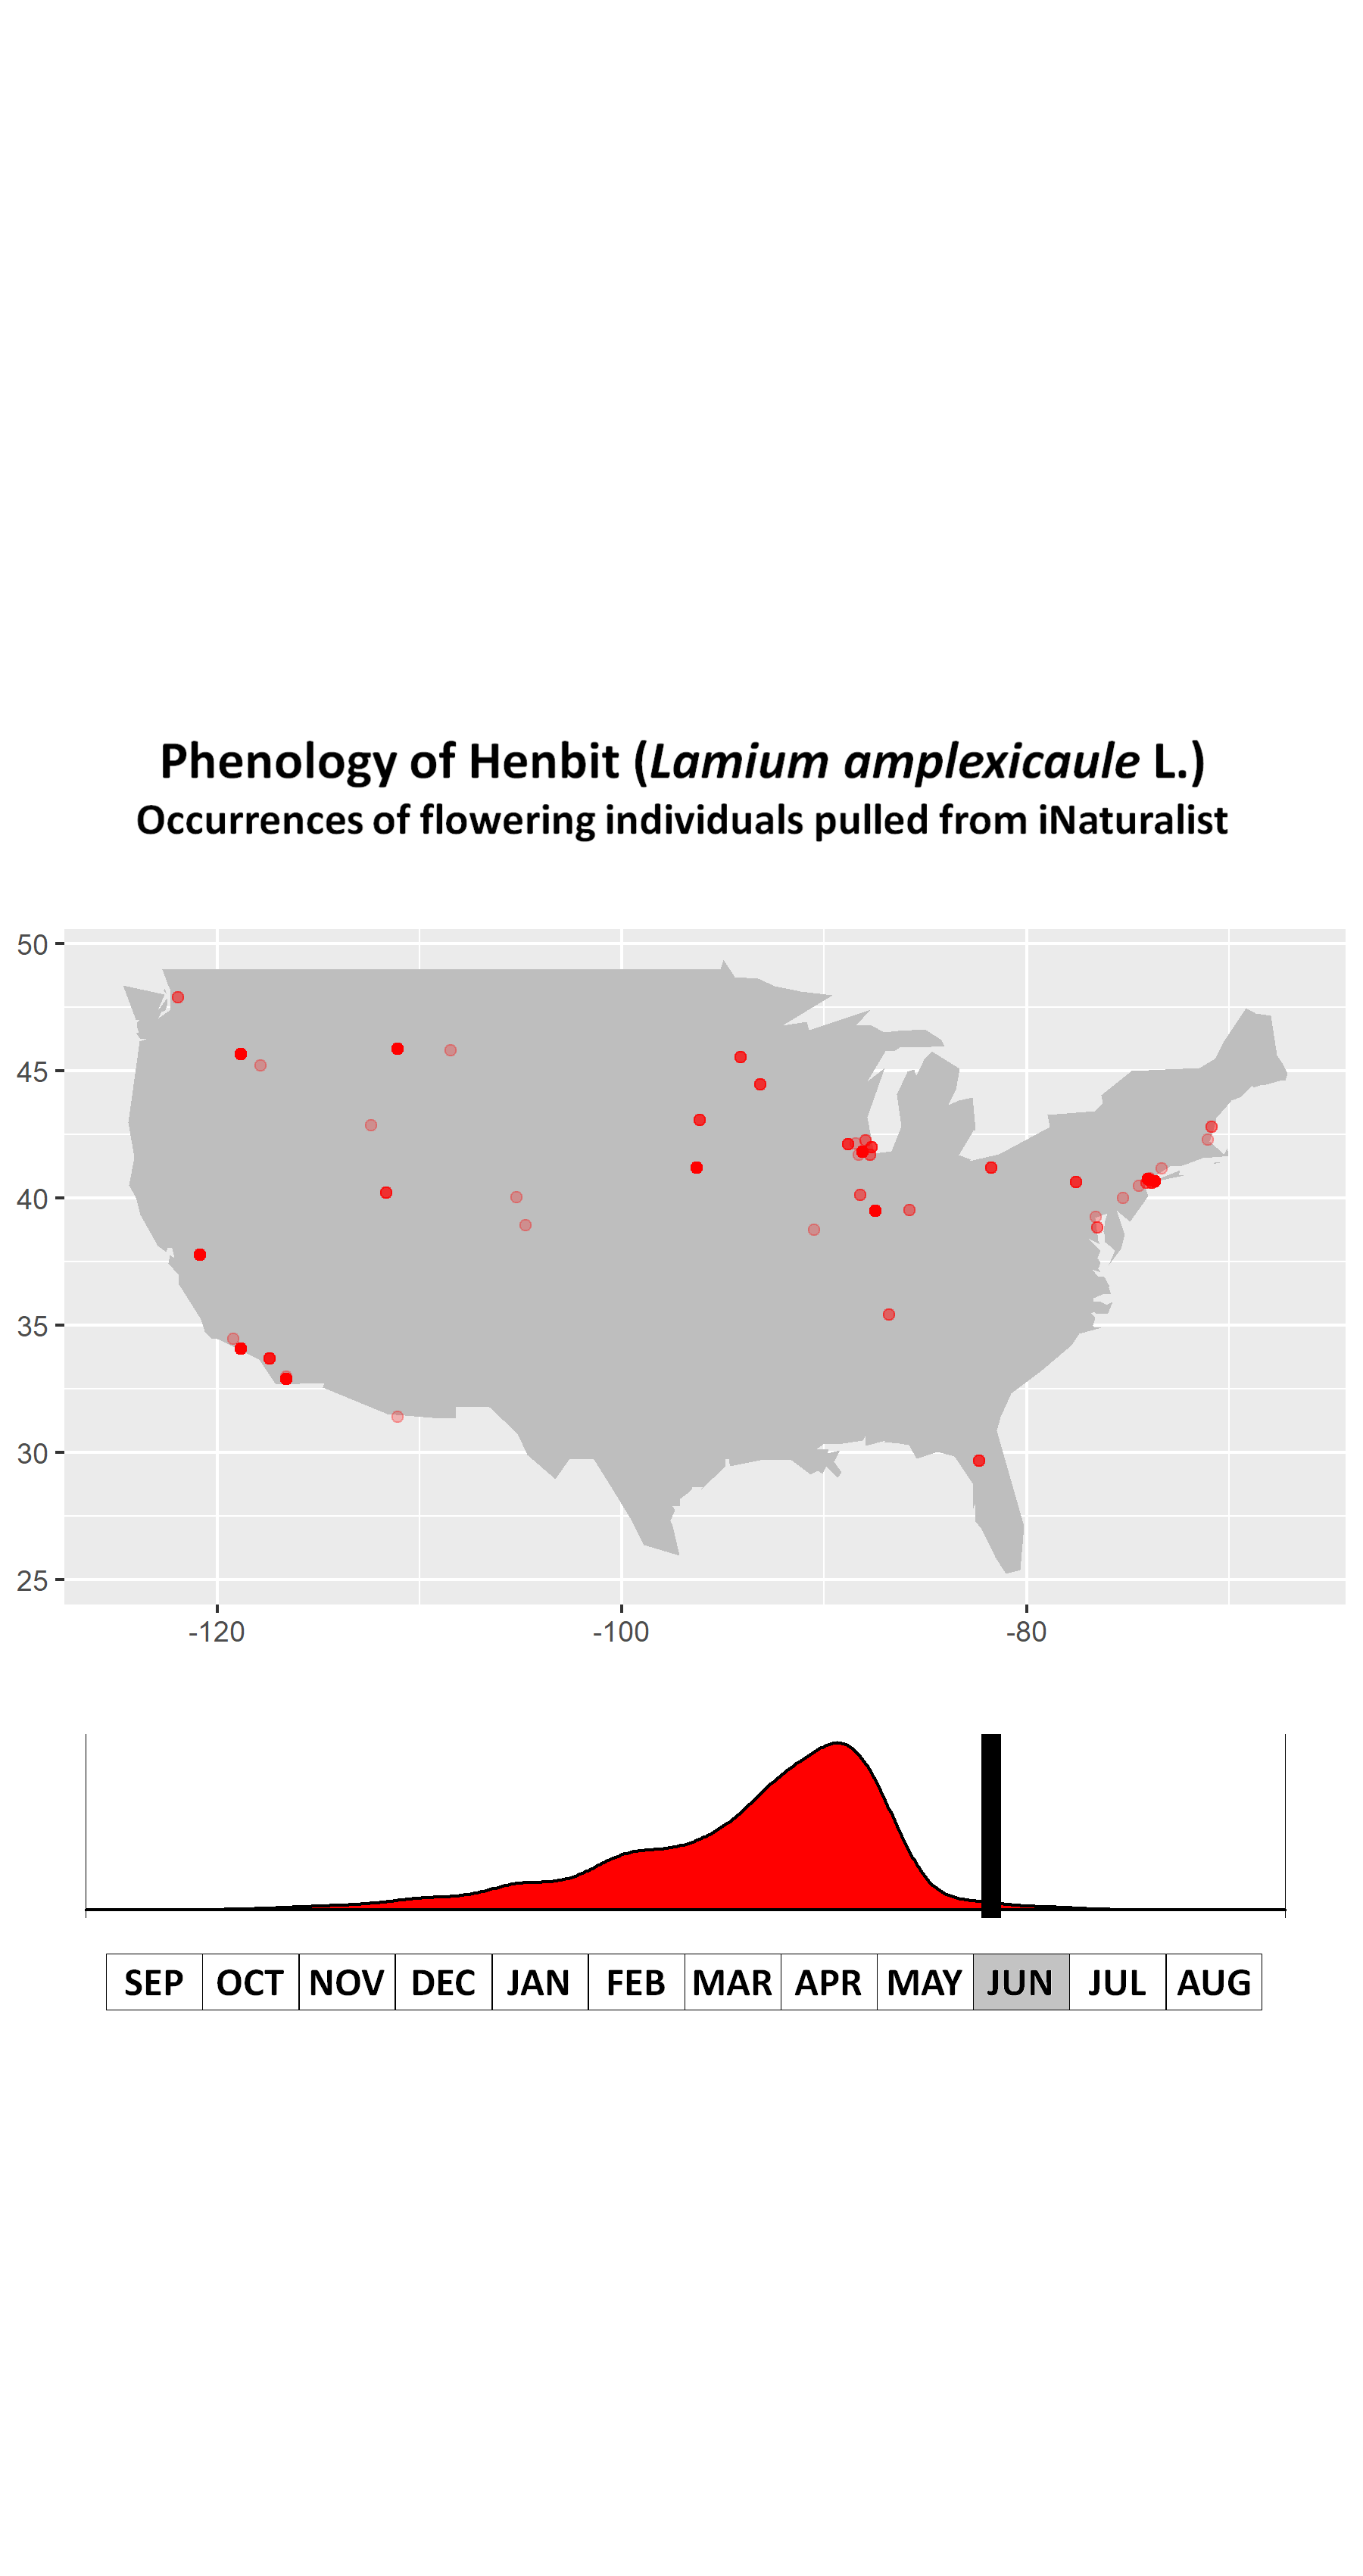 Phenology of Henbit (Lamium amplexicaule L.)
Occurrences of flowering individuals pulled from iNaturalist
50
45
40
35
30
25
-120 -100 -80
SEP OCT NOV DEC JAN FEB MAR APR MAY JUN JUL AUG